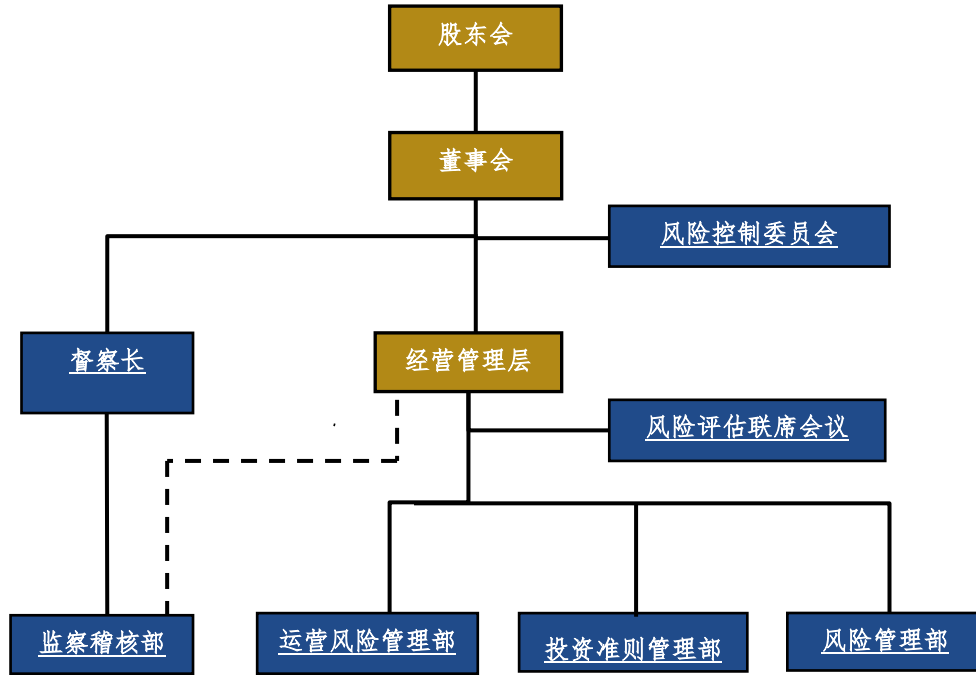 股东会
董事会
风险控制委员会
督察长
经营管理层
风险评估联席会议
监察稽核部
运营风险管理部
投资准则管理部
风险管理部